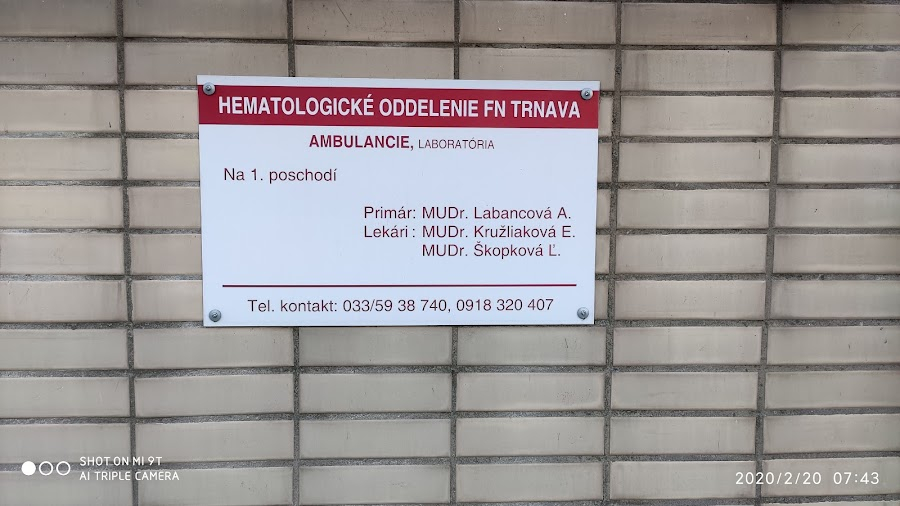 HEMATOLOGICKÉ ODDELENIE FN TRNAVA
AMBULANCIE, LABORATÓRIA
Na 1. poschodí
Primár: MUDr. Labancová A.
Lekári : MUDr. Kružliaková E.
MUDr. Škopková Ľ.
Tel. kontakt: 033/59 38 740, 0918 320 407
SHOT ON MI 9T
AI TRIPLE CAMERA
2020/2/20 07:43